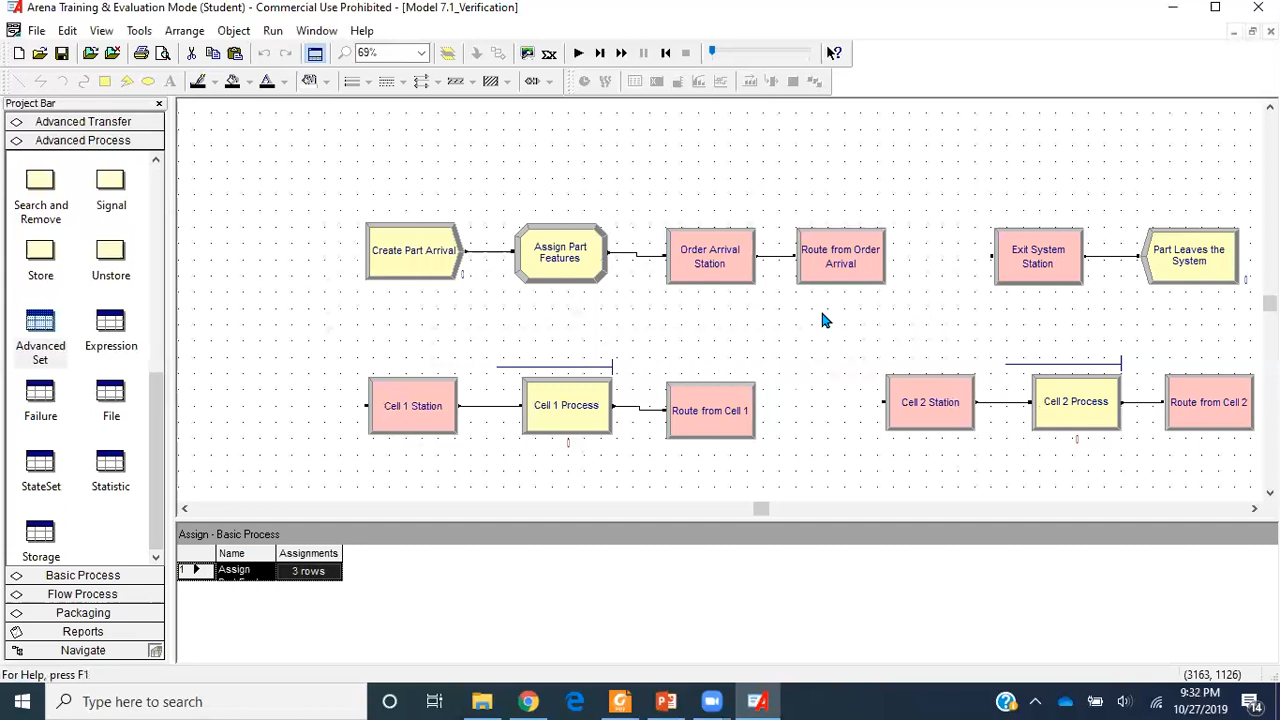 Arena Training & Evaluation Mode (Student) - Commercial Use Prohibited - [Model 7.1_Verification]
File Edit View Tools Arrange Object Run Window Help
69%
Project Bar
Advanced Transfer
Advanced Process
Search and Remove
Signal
Store
Unstore
Advanced Set
Expression
Failure
File
StateSet
Statistic
Storage
Basic Process
Flow Process
Packaging
Reports
Navigate
Create Part Arrival
Assign Part
Features
Order Arrival
Station
Route from Order
Arrival
Exit System
Station
Part Leaves the
System
0
0
Cell 1 Station
Cell 1 Process
Route from Cell 1
Cell 2 Station
Cell 2 Process
Route from Cell 2
0
0
Assign - Basic Process
Name Assignments
1 Assign 3 rows
For Help, press F1
(3163, 1126)
Type here to search
9:32 PM
10/27/2019
14